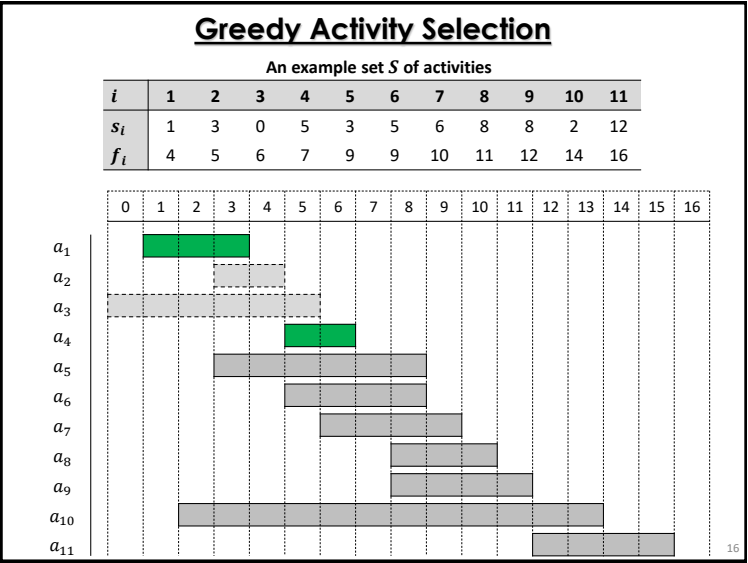 Greedy Activity Selection
An example set S of activities
i 1 2 3 4 5 6 7 8 9 10 11
sᵢ 1 3 0 5 3 5 6 8 8 2 12
fᵢ 4 5 6 7 9 9 10 11 12 14 16
0 1 2 3 4 5 6 7 8 9 10 11 12 13 14 15 16
a₁
a₂
a₃
a₄
a₅
a₆
a₇
a₈
a₉
a₁₀
a₁₁
16